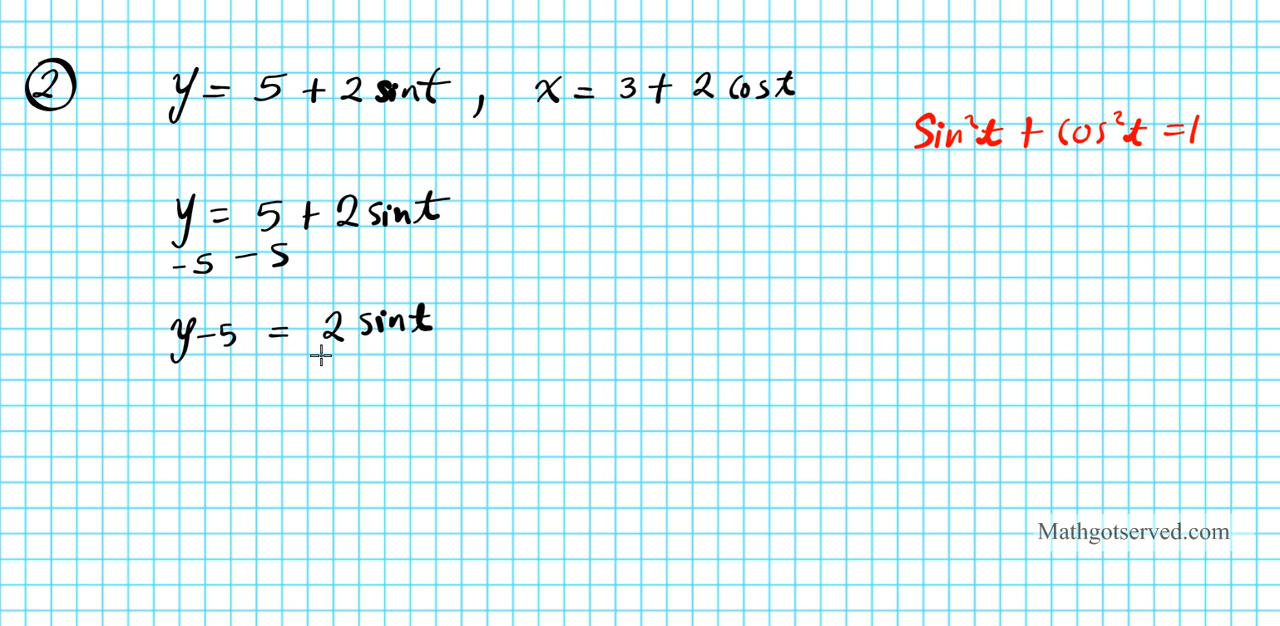 ② y = 5 + 2 sint , x = 3 + 2 cost
Sin²t + Cos²t = 1
y = 5 + 2 sint
-5 -5
y - 5 = 2 sint
Mathgotserved.com